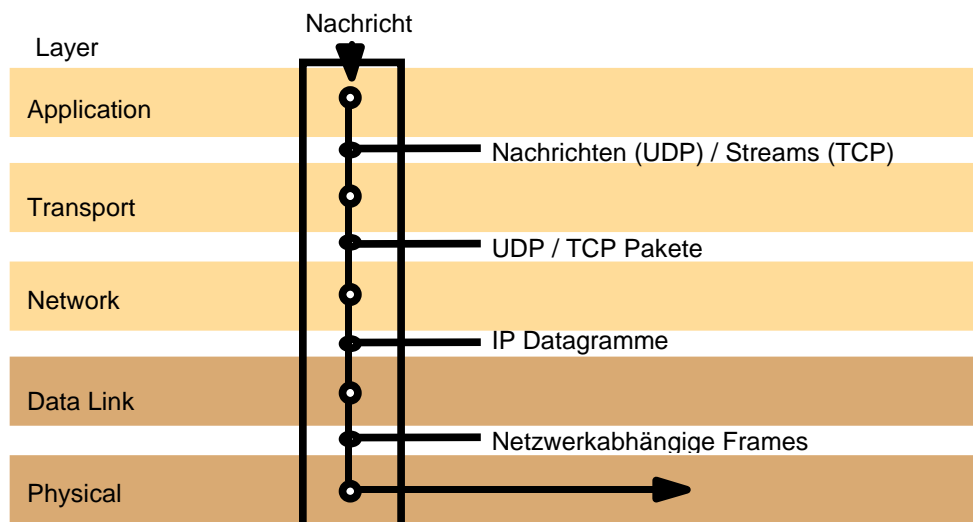 Nachricht
Layer
Application
Nachrichten (UDP) / Streams (TCP)
Transport
UDP / TCP Pakete
Network
IP Datagramme
Data Link
Netzwerkabhängige Frames
Physical